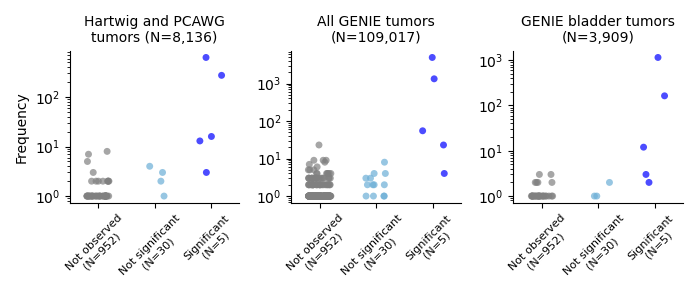 Hartwig and PCAWG
tumors (N=8,136)
All GENIE tumors
(N=109,017)
GENIE bladder tumors
(N=3,909)
Frequency
10²
10¹
10⁰
10³
10²
10¹
10⁰
10³
10²
10¹
10⁰
Not observed
(N=952)
Not significant
(N=30)
Significant
(N=5)
Not observed
(N=952)
Not significant
(N=30)
Significant
(N=5)
Not observed
(N=952)
Not significant
(N=30)
Significant
(N=5)